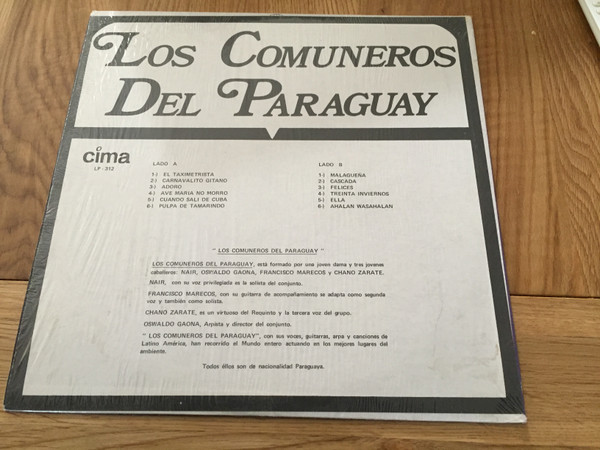 LOS COMUNEROS
DEL PARAGUAY
cima
LP - 312
LADO A
1-) EL TAXIMETRISTA
2-) CARNAVALITO GITANO
3-) ADORO
4-) AVE MARIA NO MORRO
5-) CUANDO SALI DE CUBA
6-) PULPA DE TAMARINDO
LADO B
1-) MALAGUEÑA
2-) CASCADA
3-) FELICES
4-) TREINTA INVIERNOS
5-) ELLA
6-) AHALAN WASAHALAN
" LOS COMUNEROS DEL PARAGUAY "
LOS COMUNEROS DEL PARAGUAY, está formado por una joven dama y tres jovenes
caballeros: NAIR, OSVALDO GAONA, FRANCISCO MARECOS y CHANO ZARATE.
NAIR, con su voz privilegiada es la solista del conjunto.
FRANCISCO MARECOS, con su guitarra de acompañamiento se adapta como segunda
voz y también como solista.
CHANO ZARATE, es un virtuoso del Requinto y la tercera voz del grupo.
OSWALDO GAONA, Arpista y director del conjunto.
" LOS COMUNEROS DEL PARAGUAY", con sus voces, guitarras, arpa y canciones de
Latino América, han recorrido el Mundo entero actuando en los mejores lugares del
ambiente.
Todos éllos son de nacionalidad Paraguaya.